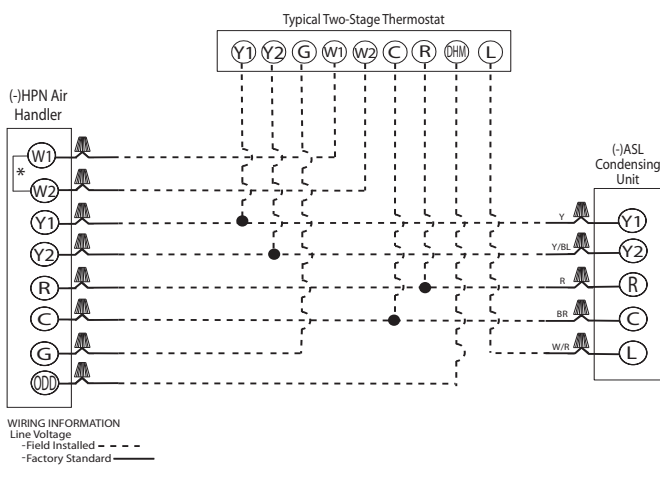 Typical Two-Stage Thermostat
Y1 Y2 G W1 W2 C R DHM L
(-)HPN Air
Handler
W1
*
W2
Y1
Y2
R
C
G
ODD
(-)ASL
Condensing
Unit
Y Y1
Y/BL Y2
R R
BR C
W/R L
WIRING INFORMATION
Line Voltage
-Field Installed
-Factory Standard